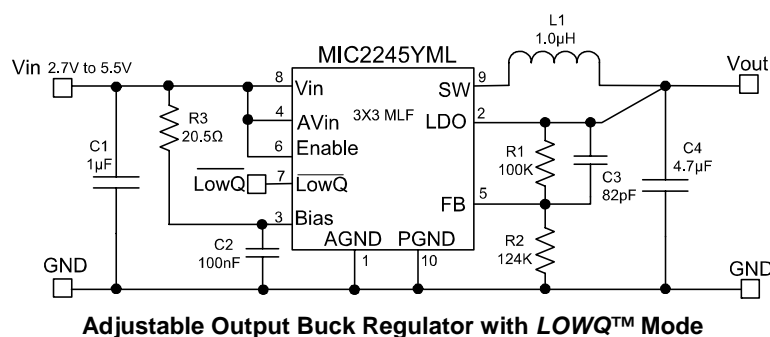 L1
1.0µH
MIC2245YML
Vin 2.7V to 5.5V
Vout
8
Vin
SW
9
R3
20.5Ω
4
AVin
3X3 MLF
LDO
2
C1
1µF
6
Enable
R1
100K
C3
82pF
C4
4.7µF
LowQ
7
LowQ
FB
5
3
Bias
C2
100nF
AGND
PGND
R2
124K
GND
1
10
GND
Adjustable Output Buck Regulator with LOWQ™ Mode